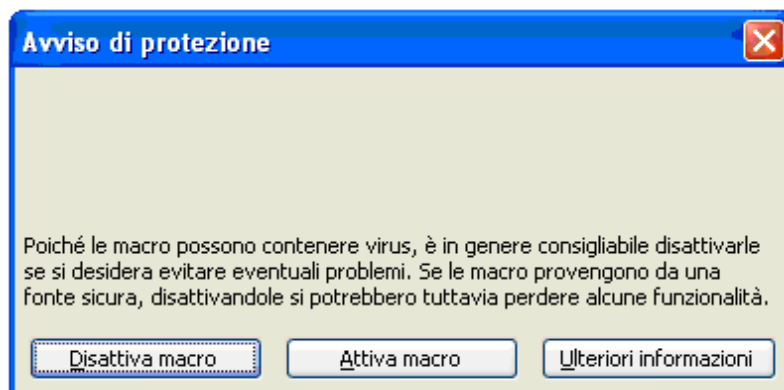 Avviso di protezione
Poiché le macro possono contenere virus, è in genere consigliabile disattivarle
se si desidera evitare eventuali problemi. Se le macro provengono da una
fonte sicura, disattivandole si potrebbero tuttavia perdere alcune funzionalità.
Disattiva macro Attiva macro Ulteriori informazioni